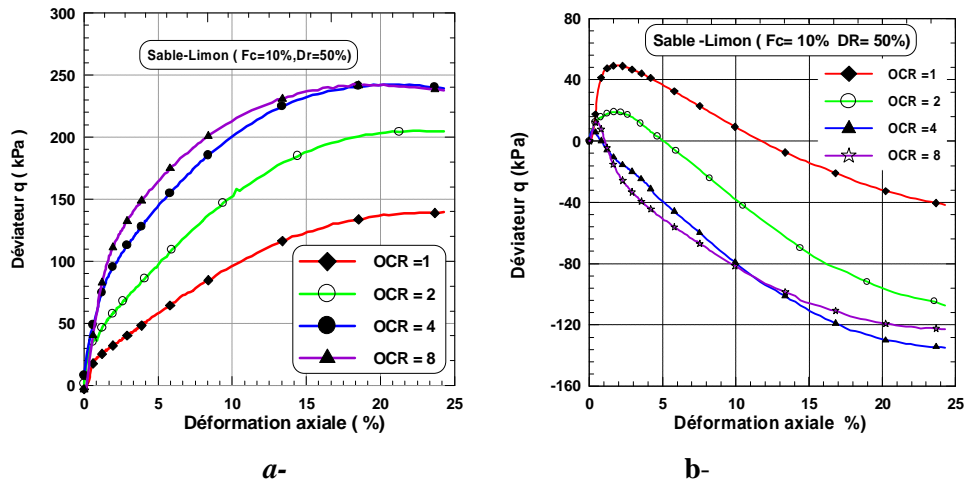 Sable-Limon ( Fc=10%,Dr=50%)
300
250
200
150
100
50
0
Déviateur q ( kPa)
OCR =1
OCR = 2
OCR = 4
OCR = 8
0 5 10 15 20 25
Déformation axiale ( %)
a-
Sable -Limon ( Fc= 10% DR= 50%)
80
40
0
-40
-80
-120
-160
Déviateur q (kPa)
OCR =1
OCR = 2
OCR =4
OCR = 8
0 5 10 15 20 25
Déformation axiale %)
b-